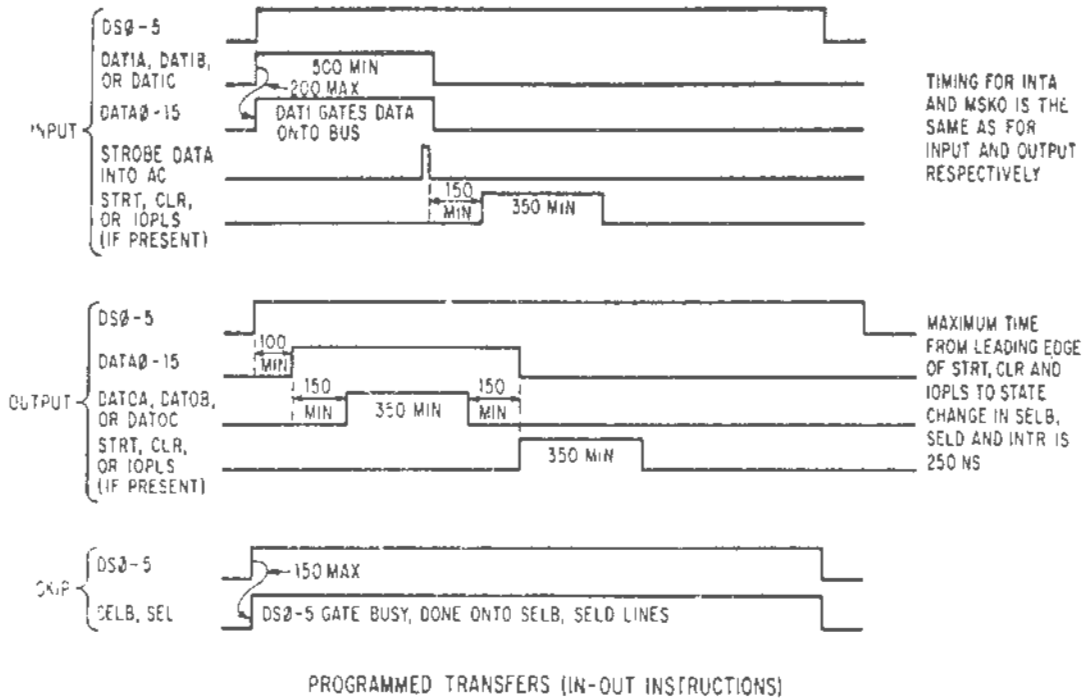 INPUT
DSØ-5
DATIA, DATIB,
OR DATIC
500 MIN
200 MAX
DATAØ-15
DATI GATES DATA
ONTO BUS
STROBE DATA
INTO AC
150
MIN
STRT, CLR,
OR IOPLS
(IF PRESENT)
350 MIN
TIMING FOR INTA
AND MSKO IS THE
SAME AS FOR
INPUT AND OUTPUT
RESPECTIVELY
OUTPUT
DSØ-5
100
MIN
DATAØ-15
150
MIN
DATOA, DATOB,
OR DATOC
350 MIN
150
MIN
STRT, CLR,
OR IOPLS
(IF PRESENT)
350 MIN
MAXIMUM TIME
FROM LEADING EDGE
OF STRT, CLR AND
IOPLS TO STATE
CHANGE IN SELB,
SELD AND INTR IS
250 NS
SKIP
DSØ-5
150 MAX
SELB, SEL
DSØ-5 GATE BUSY, DONE ONTO SELB, SELD LINES
PROGRAMMED TRANSFERS (IN-OUT INSTRUCTIONS)